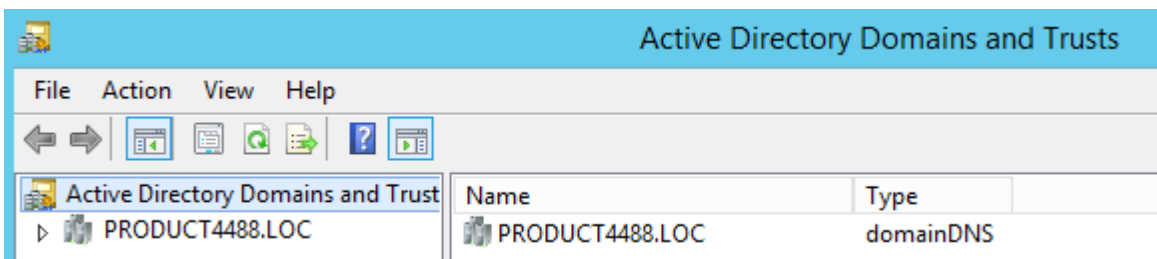 Active Directory Domains and Trusts
File Action View Help
Active Directory Domains and Trust
PRODUCT4488.LOC
Name Type
PRODUCT4488.LOC domainDNS